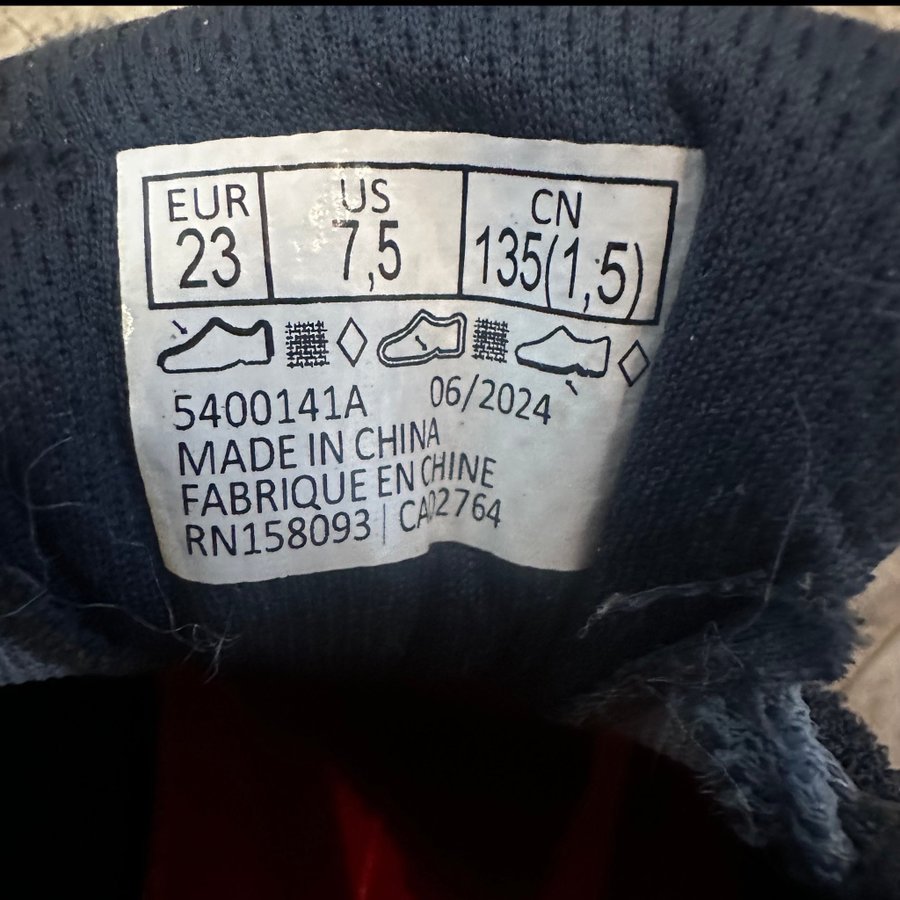 EUR US CN
23 7,5 135(1,5)
5400141A 06/2024
MADE IN CHINA
FABRIQUE EN CHINE
RN158093 | CA02764